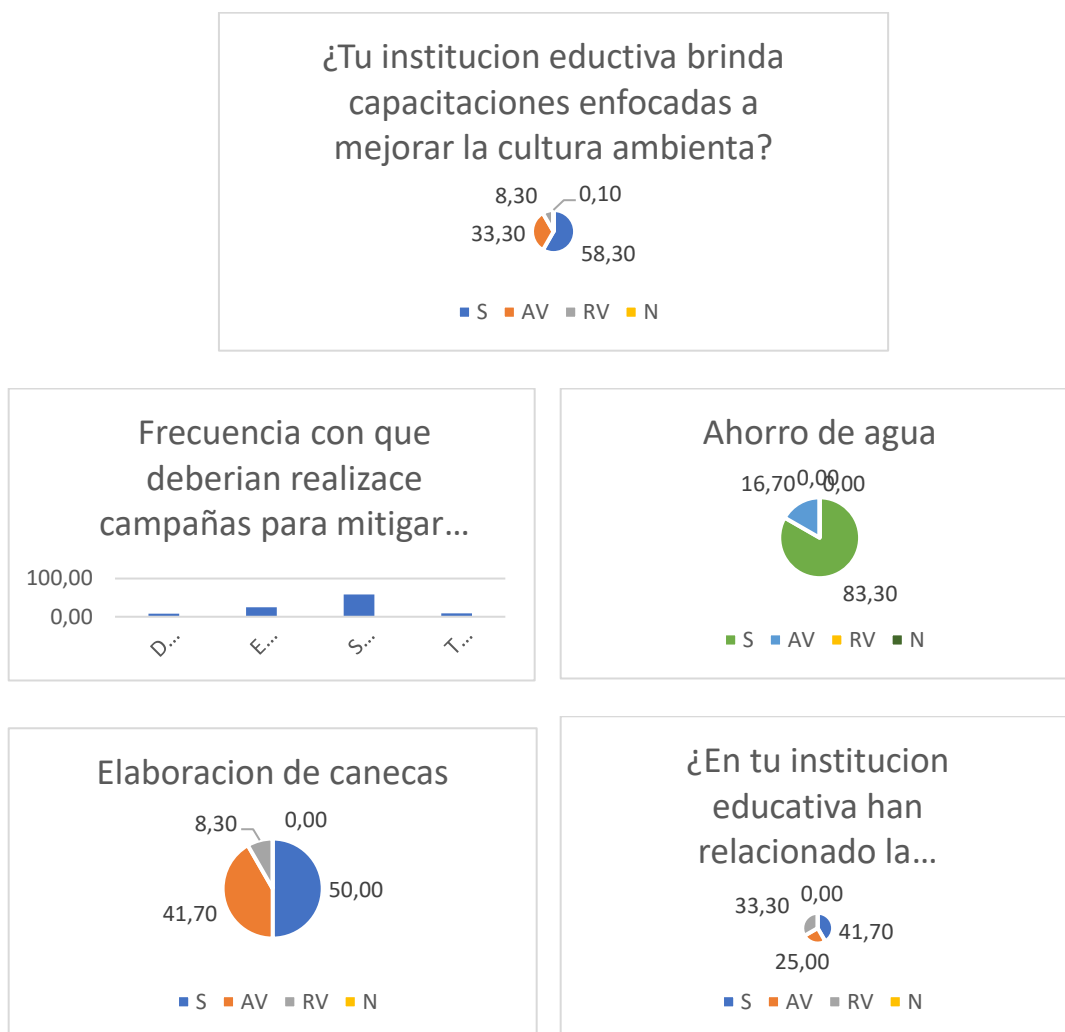 ¿Tu institucion eductiva brinda
capacitaciones enfocadas a
mejorar la cultura ambienta?
8,30 0,10
33,30
58,30
S AV RV N
Frecuencia con que
deberian realizace
campañas para mitigar...
100,00
0,00
D... E... S... T...
Ahorro de agua
16,70 0,00 0,00
83,30
S AV RV N
Elaboracion de canecas
8,30 0,00
50,00
41,70
S AV RV N
¿En tu institucion
educativa han
relacionado la...
33,30 0,00
41,70
25,00
S AV RV N